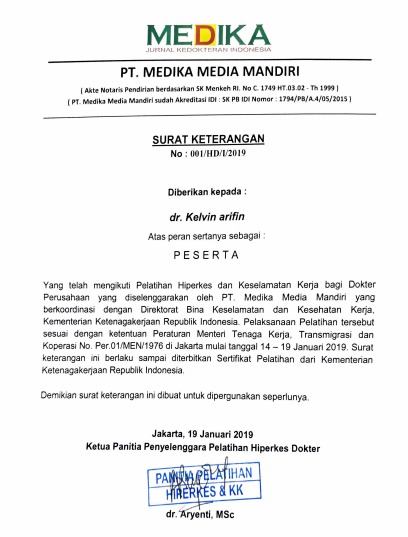 MEDIKA
JURNAL KEDOKTERAN INDONESIA
PT. MEDIKA MEDIA MANDIRI
( Akte Notaris Pendirian berdasarkan SK Menkeh RI. No C. 1749 HT.03.02 - Th 1999 )
( PT. Medika Media Mandiri sudah Akreditasi IDI : SK PB IDI Nomor : 1794/PB/A.4/05/2015 )
SURAT KETERANGAN
No : 001/HD/I/2019
Diberikan kepada :
dr. Kelvin arifin
Atas peran sertanya sebagai :
P E S E R T A
Yang telah mengikuti Pelatihan Hiperkes dan Keselamatan Kerja bagi Dokter
Perusahaan yang diselenggarakan oleh PT. Medika Media Mandiri yang
berkoordinasi dengan Direktorat Bina Keselamatan dan Kesehatan Kerja,
Kementerian Ketenagakerjaan Republik Indonesia. Pelaksanaan Pelatihan tersebut
sesuai dengan ketentuan Peraturan Menteri Tenaga Kerja, Transmigrasi dan
Koperasi No. Per.01/MEN/1976 di Jakarta mulai tanggal 14 – 19 Januari 2019. Surat
keterangan ini berlaku sampai diterbitkan Sertifikat Pelatihan dari Kementerian
Ketenagakerjaan Republik Indonesia.
Demikian surat keterangan ini dibuat untuk dipergunakan seperlunya.
Jakarta, 19 Januari 2019
Ketua Panitia Penyelenggara Pelatihan Hiperkes Dokter
PANITIA PELATIHAN
HIPERKES & KK
dr. Aryenti, MSc